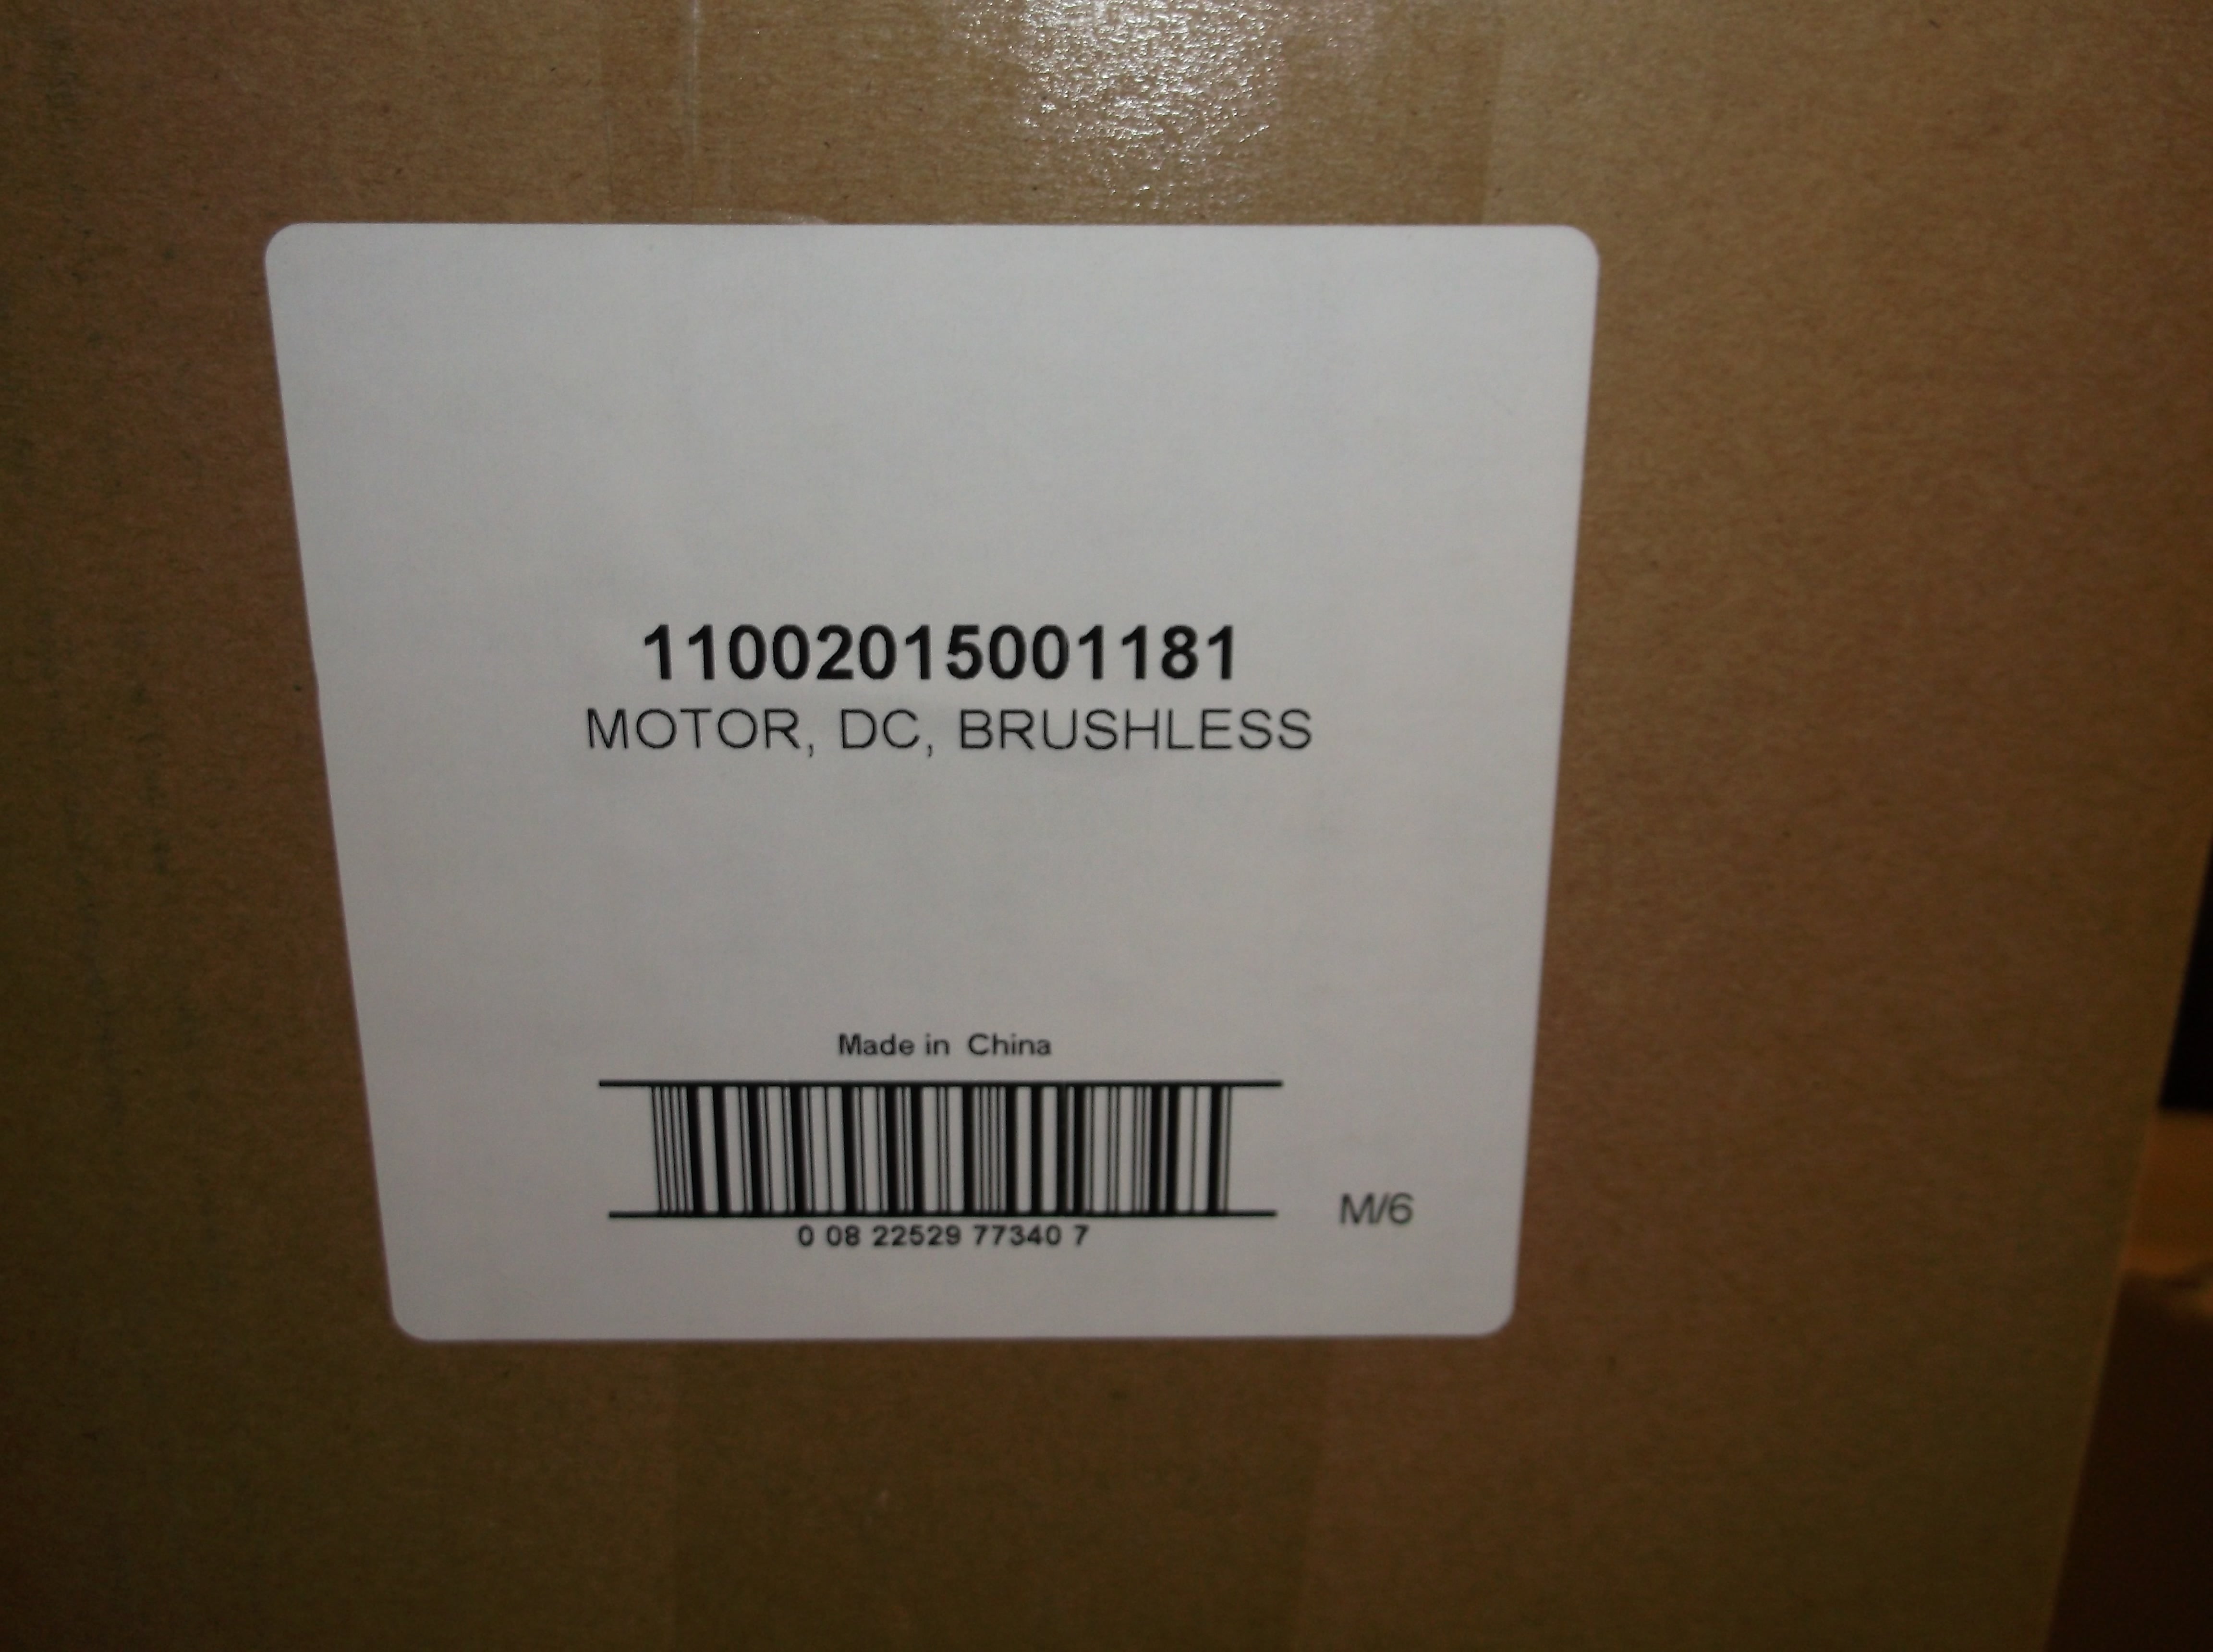 11002015001181
MOTOR, DC, BRUSHLESS
Made in China
0 08 22529 77340 7
M/6